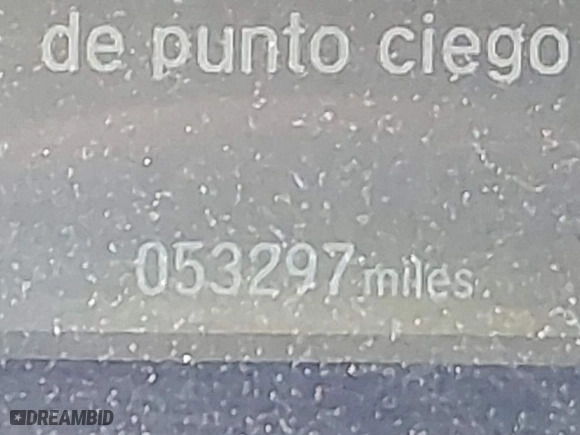 de punto ciego
053297 miles
DREAMBID